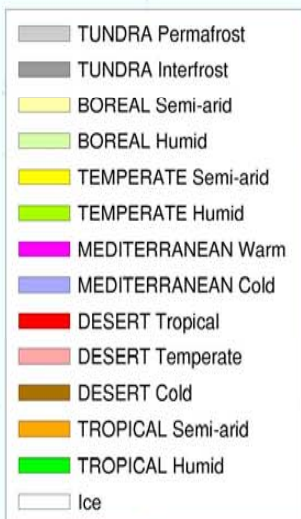 TUNDRA Permafrost
TUNDRA Interfrost
BOREAL Semi-arid
BOREAL Humid
TEMPERATE Semi-arid
TEMPERATE Humid
MEDITERRANEAN Warm
MEDITERRANEAN Cold
DESERT Tropical
DESERT Temperate
DESERT Cold
TROPICAL Semi-arid
TROPICAL Humid
Ice